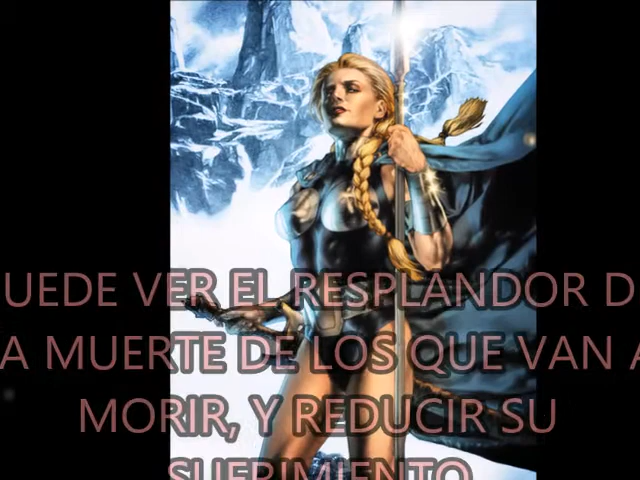 UEDE VER EL RESPLANDOR D
A MUERTE DE LOS QUE VAN A
MORIR, Y REDUCIR SU
SUFRIMIENTO